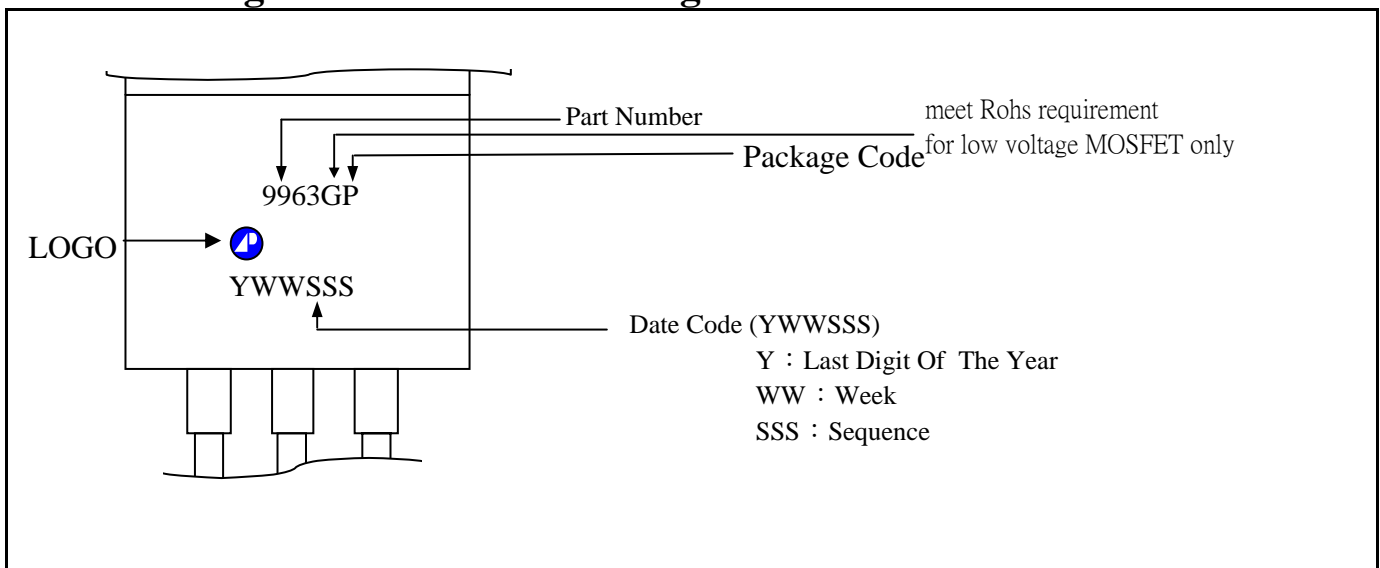 Part Number
meet Rohs requirement
for low voltage MOSFET only
Package Code
9963GP
LOGO
YWWSSS
Date Code (YWWSSS)
Y：Last Digit Of The Year
WW：Week
SSS：Sequence